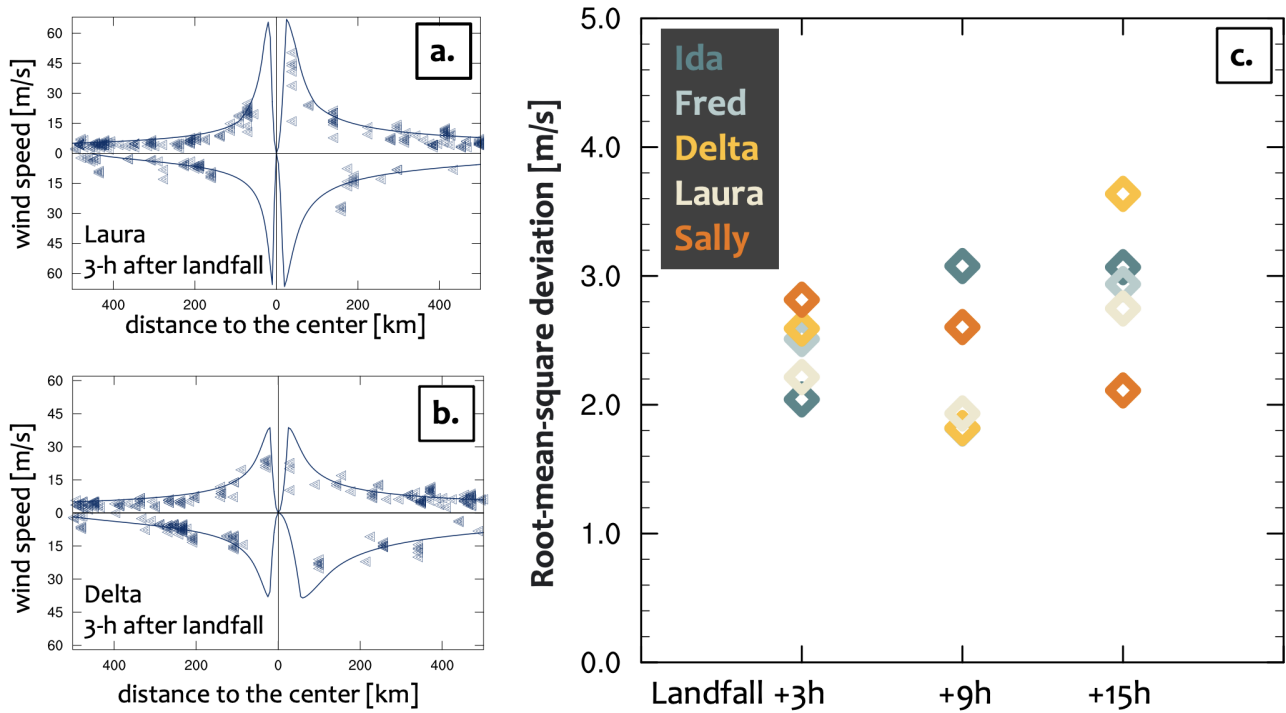 a.
wind speed [m/s]
60
45
30
15
0
15
30
45
60
Laura
3-h after landfall
400
200
0
200
400
distance to the center [km]
b.
wind speed [m/s]
60
45
30
15
0
15
30
45
60
Delta
3-h after landfall
400
200
0
200
400
distance to the center [km]
c.
Root-mean-square deviation [m/s]
5.0
4.0
3.0
2.0
1.0
0.0
Ida
Fred
Delta
Laura
Sally
Landfall +3h
+9h
+15h